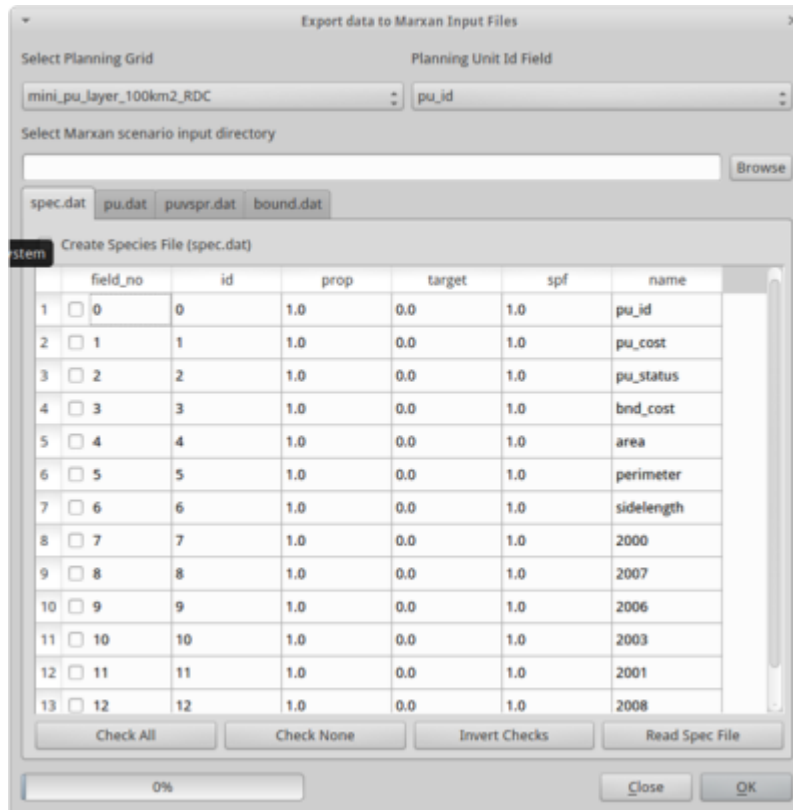 Export data to Marxan Input Files
Select Planning Grid Planning Unit Id Field
mini_pu_layer_100km2_RDC pu_id
Select Marxan scenario input directory
Browse
spec.dat pu.dat puvspr.dat bound.dat
Create Species File (spec.dat)
ystem
field_no id prop target spf name
1 0 0 1.0 0.0 1.0 pu_id
2 1 1 1.0 0.0 1.0 pu_cost
3 2 2 1.0 0.0 1.0 pu_status
4 3 3 1.0 0.0 1.0 bnd_cost
5 4 4 1.0 0.0 1.0 area
6 5 5 1.0 0.0 1.0 perimeter
7 6 6 1.0 0.0 1.0 sidelength
8 7 7 1.0 0.0 1.0 2000
9 8 8 1.0 0.0 1.0 2007
10 9 9 1.0 0.0 1.0 2006
11 10 10 1.0 0.0 1.0 2003
12 11 11 1.0 0.0 1.0 2001
13 12 12 1.0 0.0 1.0 2008
Check All Check None Invert Checks Read Spec File
0% Close OK